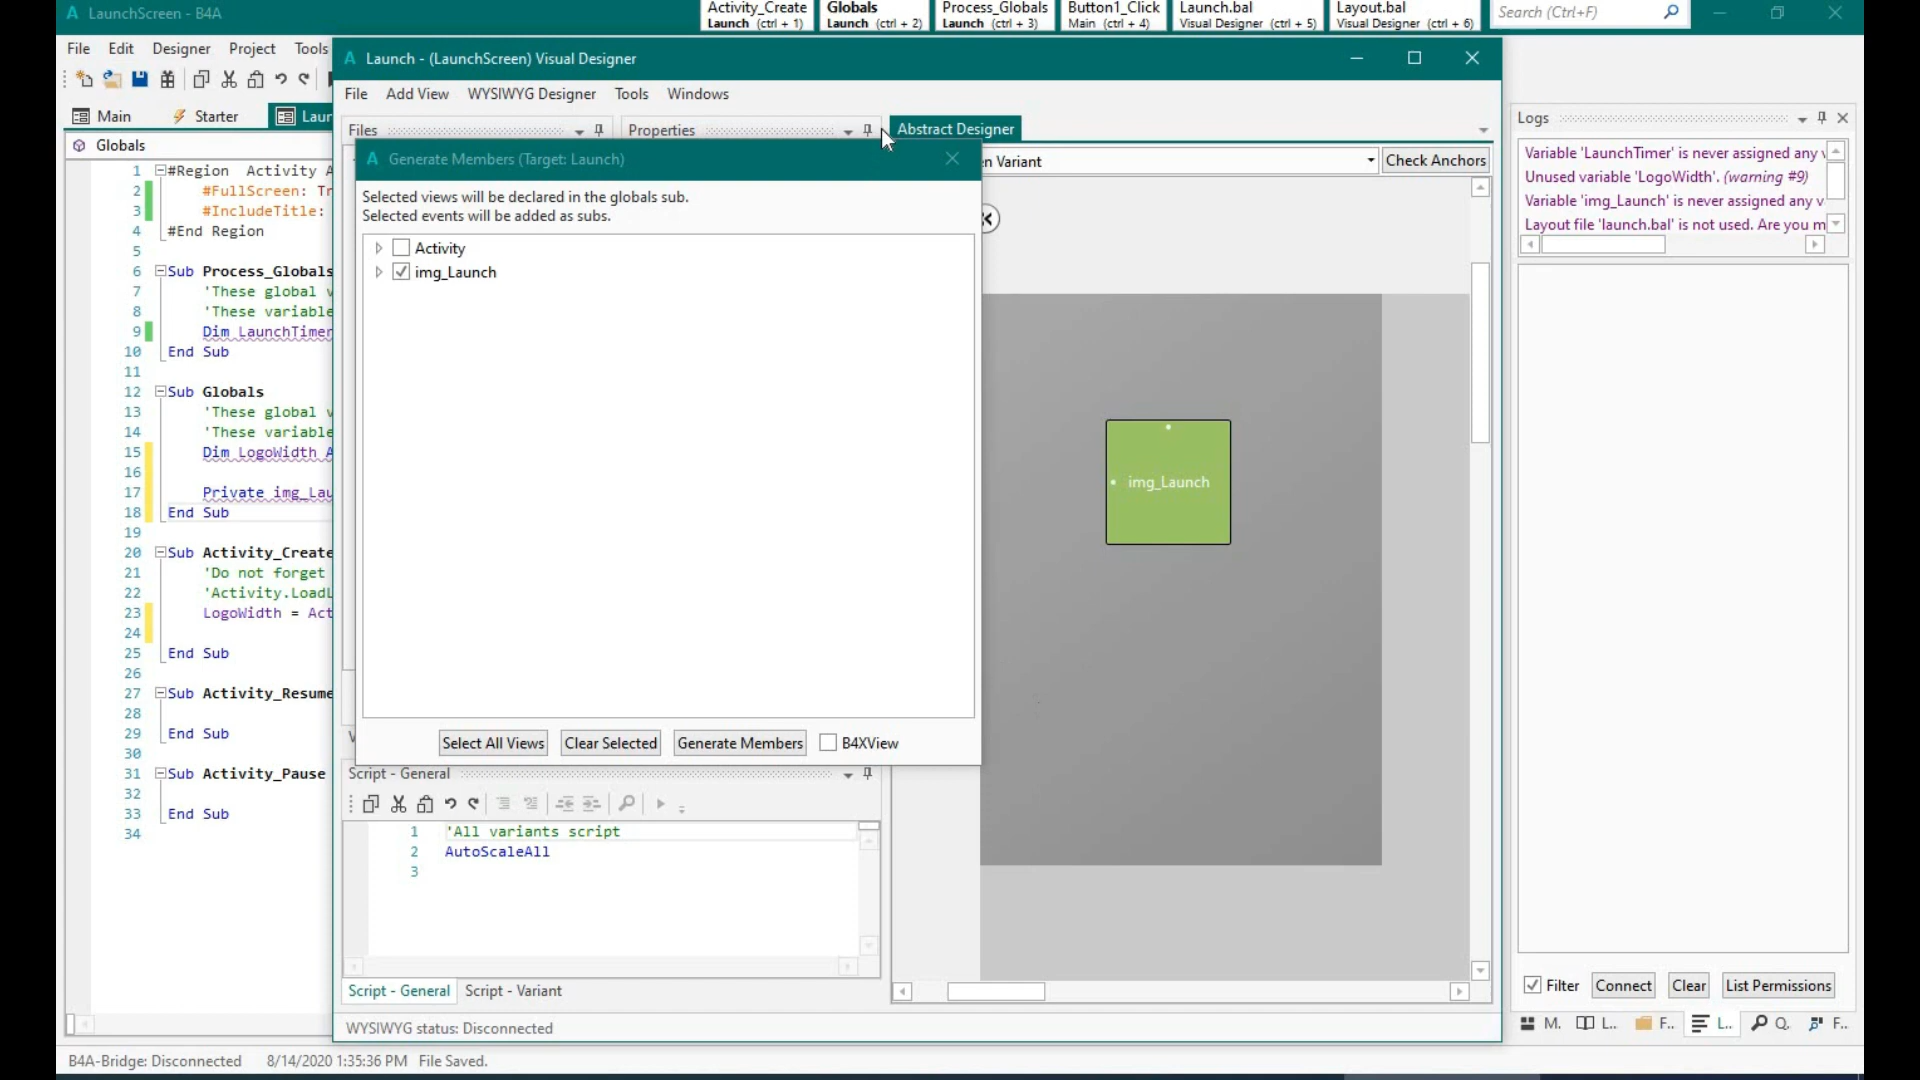 LaunchScreen - B4A
Activity_Create
Launch (ctrl + 1)
Globals
Launch (ctrl + 2)
Process_Globals
Launch (ctrl + 3)
Button1_Click
Main (ctrl + 4)
Launch.bal
Visual Designer (ctrl + 5)
Layout.bal
Visual Designer (ctrl + 6)
Search (Ctrl+F)
File Edit Designer Project Tools
Main
Starter
Laun
Globals
1 #Region Activity A
2 #FullScreen: Tr
3 #IncludeTitle:
4 #End Region
5
6 Sub Process_Globals
7 'These global v
8 'These variable
9 Dim LaunchTimer
10 End Sub
11
12 Sub Globals
13 'These global v
14 'These variable
15 Dim LogoWidth A
16
17 Private img_Lau
18 End Sub
19
20 Sub Activity_Create
21 'Do not forget
22 'Activity.LoadL
23 LogoWidth = Act
24
25 End Sub
26
27 Sub Activity_Resume
28
29 End Sub
30
31 Sub Activity_Pause
32
33 End Sub
34
Launch - (LaunchScreen) Visual Designer
File Add View WYSIWYG Designer Tools Windows
Files
Properties
Abstract Designer
en Variant
Check Anchors
Generate Members (Target: Launch)
Selected views will be declared in the globals sub.
Selected events will be added as subs.
Activity
img_Launch
Select All Views
Clear Selected
Generate Members
B4XView
img_Launch
Script - General
1 'All variants script
2 AutoScaleAll
3
Script - General
Script - Variant
WYSIWYG status: Disconnected
Logs
Variable 'LaunchTimer' is never assigned any v
Unused variable 'LogoWidth'. (warning #9)
Variable 'img_Launch' is never assigned any v
Layout file 'launch.bal' is not used. Are you m
Filter
Connect
Clear
List Permissions
M.
L..
F..
L..
Q.
F..
B4A-Bridge: Disconnected 8/14/2020 1:35:36 PM File Saved.